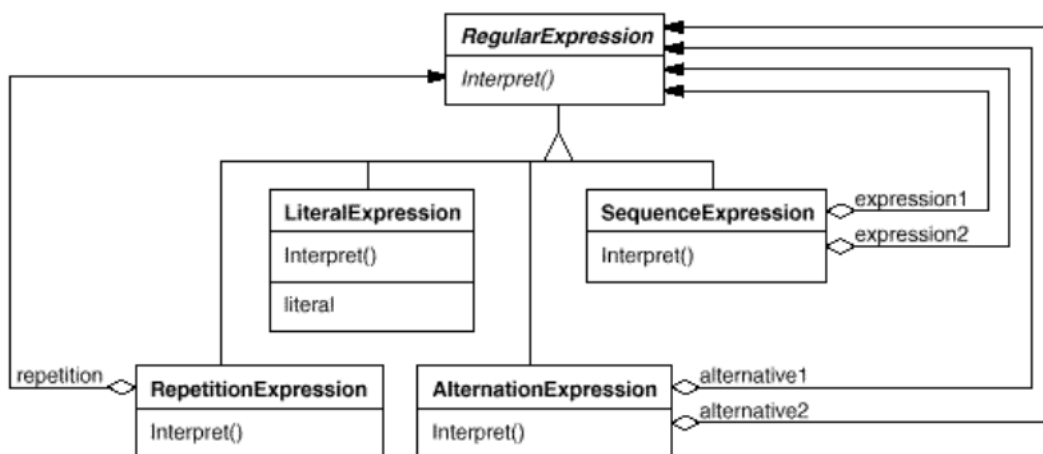 RegularExpression
Interpret()
LiteralExpression
Interpret()
literal
SequenceExpression
Interpret()
expression1
expression2
repetition
RepetitionExpression
Interpret()
AlternationExpression
Interpret()
alternative1
alternative2